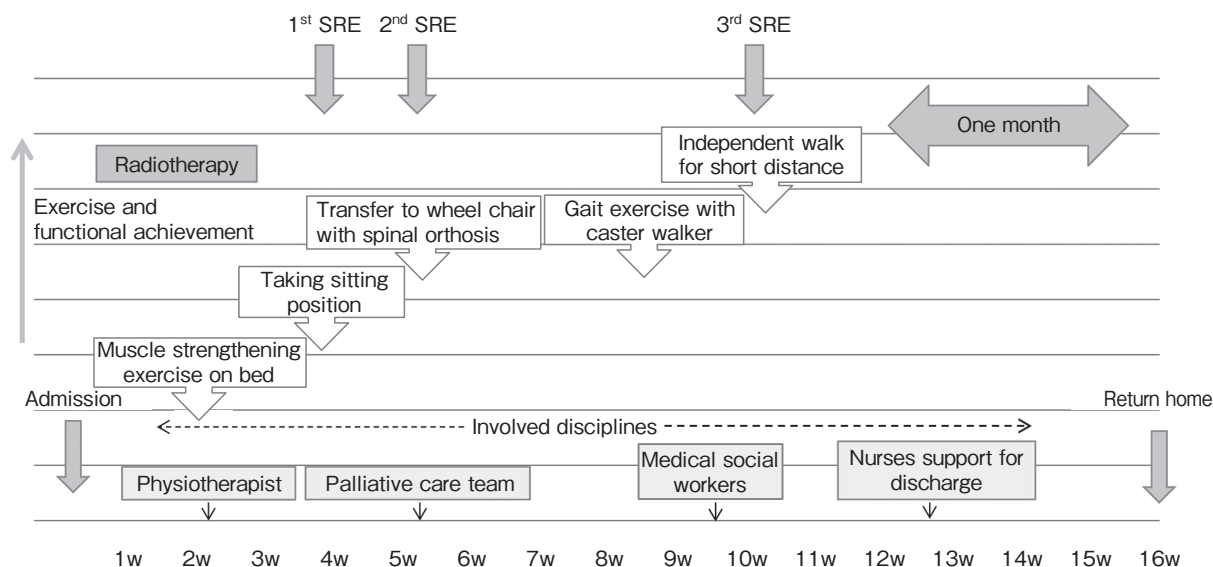 1st SRE 2nd SRE 3rd SRE
One month
Independent walk
for short distance
Radiotherapy
Exercise and
functional achievement
Transfer to wheel chair
with spinal orthosis
Gait exercise with
caster walker
Taking sitting
position
Muscle strengthening
exercise on bed
Admission
Return home
Involved disciplines
Physiotherapist
Palliative care team
Medical social
workers
Nurses support for
discharge
1w 2w 3w 4w 5w 6w 7w 8w 9w 10w 11w 12w 13w 14w 15w 16w